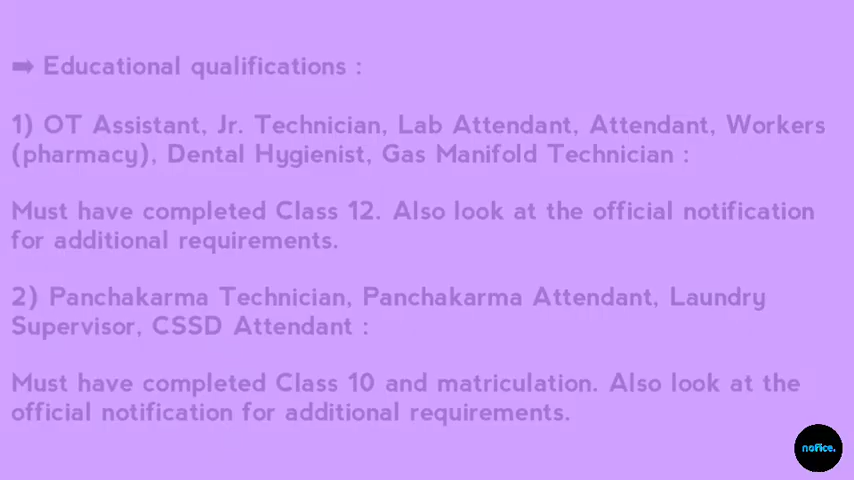 ➡ Educational qualifications :
1) OT Assistant, Jr. Technician, Lab Attendant, Attendant, Workers
(pharmacy), Dental Hygienist, Gas Manifold Technician :
Must have completed Class 12. Also look at the official notification
for additional requirements.
2) Panchakarma Technician, Panchakarma Attendant, Laundry
Supervisor, CSSD Attendant :
Must have completed Class 10 and matriculation. Also look at the
official notification for additional requirements.